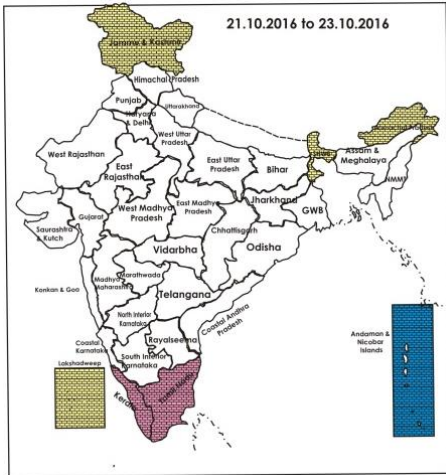 21.10.2016 to 23.10.2016
Jammu & Kashmir
Himachal Pradesh
Punjab
Uttarakhand
Haryana
& Delhi
West Uttar
Pradesh
West Rajasthan
East
Rajasthan
East Uttar
Pradesh
Bihar
Assam &
Meghalaya
NMMT
Jharkhand
GWB
Gujarat
West Madhya
Pradesh
East Madhya
Pradesh
Chhattisgarh
Saurashtra
& Kutch
Vidarbha
Odisha
Konkan & Goa
Madhya
Maharashtra
Marathwada
Telangana
North Interior
Karnataka
Coastal Andhra
Pradesh
Rayalseema
Coastal
Karnataka
South Interior
Karnataka
Andaman &
Nicobar
Islands
Lakshadweep
Kerala